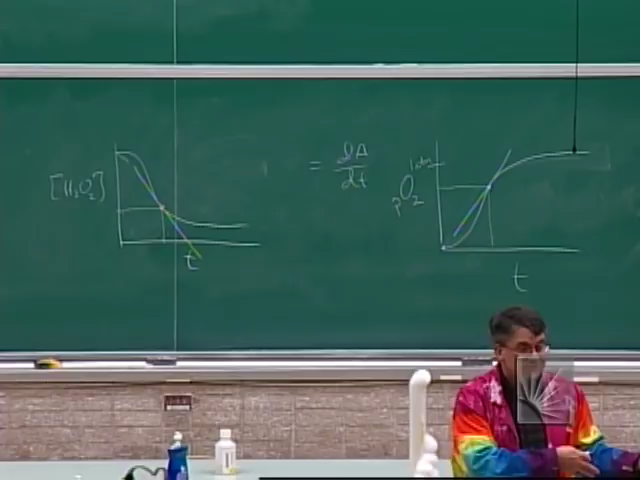 [H₂O₂]
t
= dA/dt
pO₂
1 atm
t